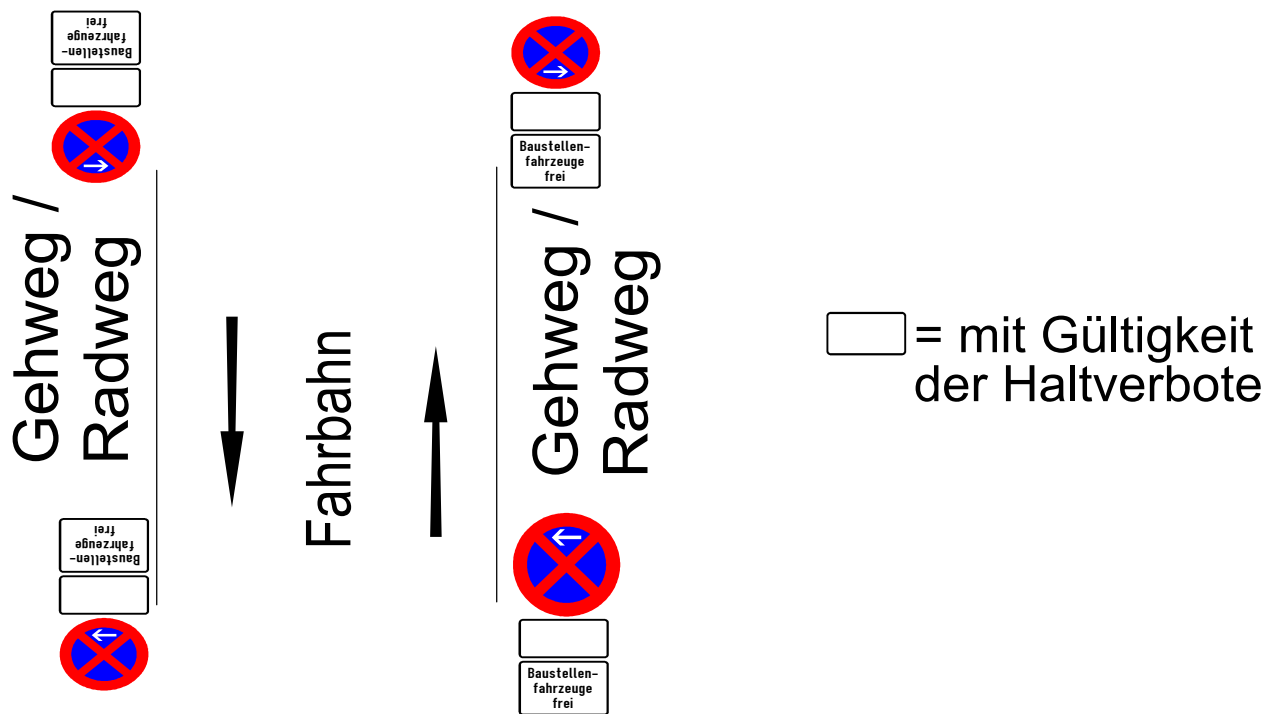 Baustellen-
fahrzeuge
frei
Baustellen-
fahrzeuge
frei
Gehweg /
Radweg
Fahrbahn
Gehweg /
Radweg
= mit Gültigkeit
der Haltverbote
Baustellen-
fahrzeuge
frei
Baustellen-
fahrzeuge
frei